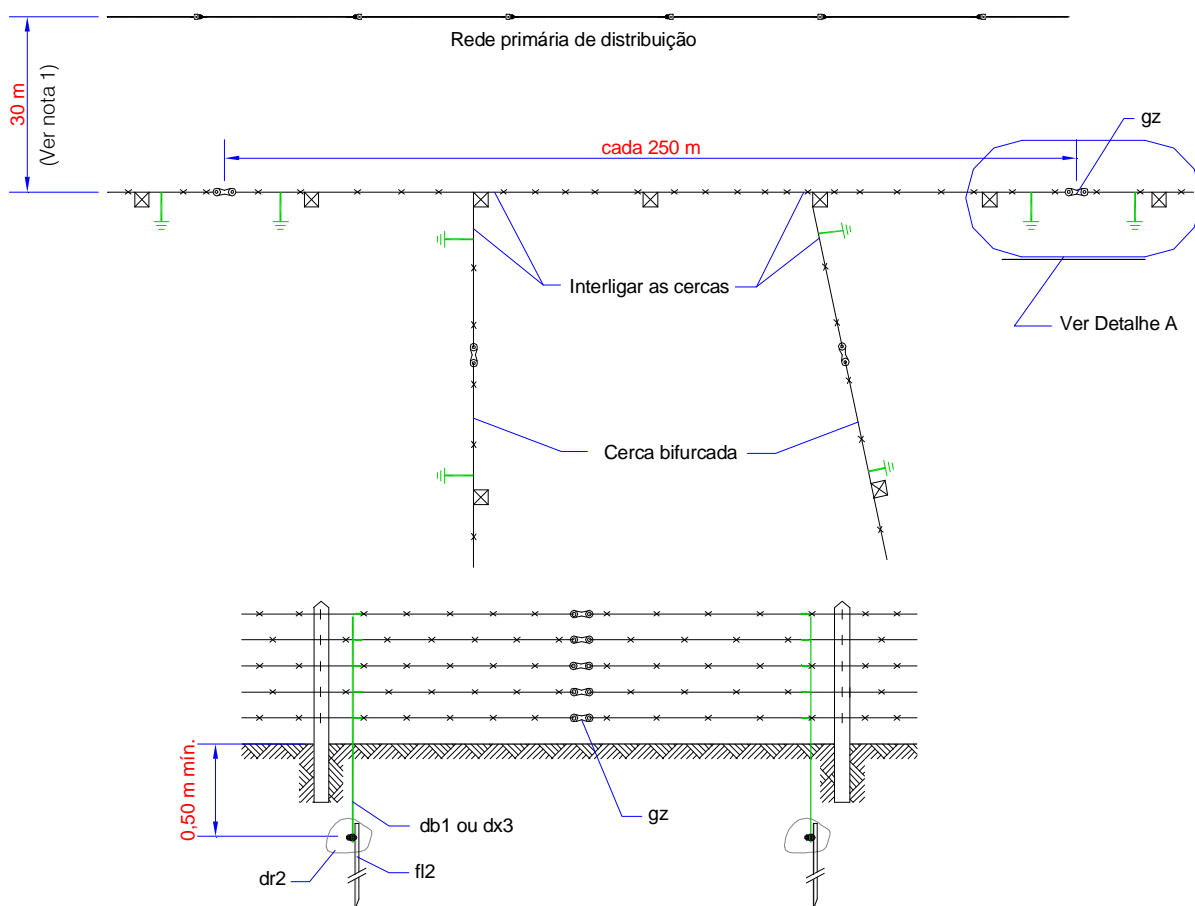 Rede primária de distribuição
30 m
(Ver nota 1)
gz
cada 250 m
Interligar as cercas
Ver Detalhe A
Cerca bifurcada
0,50 m mín.
db1 ou dx3
gz
dr2
fl2